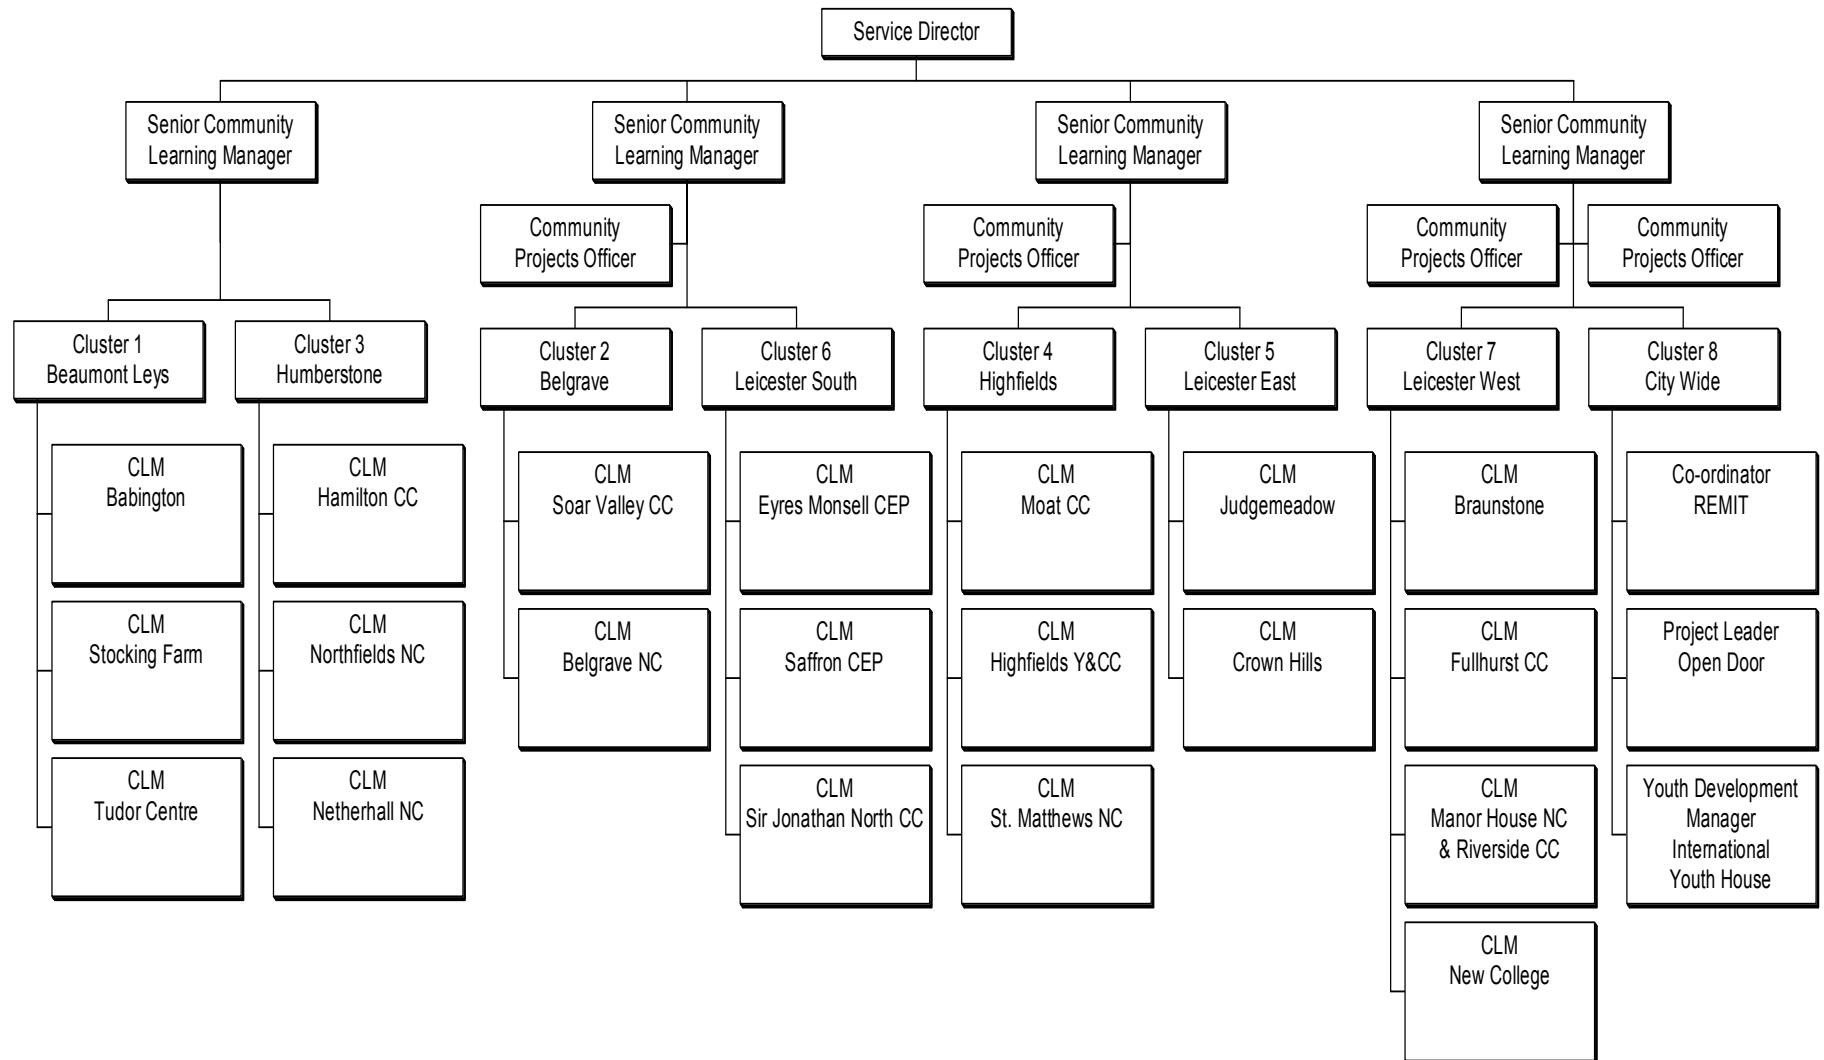 Service Director
Senior Community
Learning Manager
Senior Community
Learning Manager
Senior Community
Learning Manager
Senior Community
Learning Manager
Community
Projects Officer
Community
Projects Officer
Community
Projects Officer
Community
Projects Officer
Cluster 1
Beaumont Leys
Cluster 3
Humberstone
Cluster 2
Belgrave
Cluster 6
Leicester South
Cluster 4
Highfields
Cluster 5
Leicester East
Cluster 7
Leicester West
Cluster 8
City Wide
CLM
Babington
CLM
Hamilton CC
CLM
Soar Valley CC
CLM
Eyres Monsell CEP
CLM
Moat CC
CLM
Judgemeadow
CLM
Braunstone
Co-ordinator
REMIT
CLM
Stocking Farm
CLM
Northfields NC
CLM
Belgrave NC
CLM
Saffron CEP
CLM
Highfields Y&CC
CLM
Crown Hills
CLM
Fullhurst CC
Project Leader
Open Door
CLM
Tudor Centre
CLM
Netherhall NC
CLM
Sir Jonathan North CC
CLM
St. Matthews NC
CLM
Manor House NC
& Riverside CC
Youth Development
Manager
International
Youth House
CLM
New College